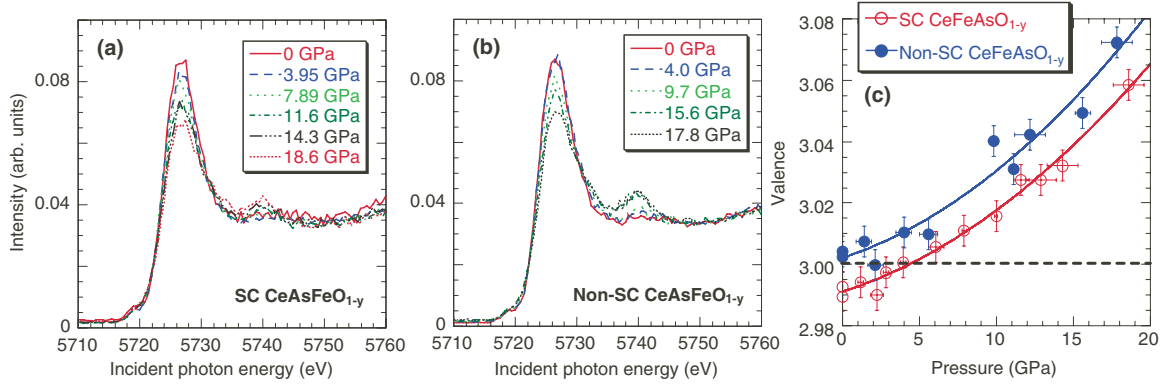 (a)
0 GPa
3.95 GPa
7.89 GPa
11.6 GPa
14.3 GPa
18.6 GPa
SC CeAsFeO1-y
0.08
0.04
0
Intensity (arb. units)
5710 5720 5730 5740 5750 5760
Incident photon energy (eV)
(b)
0 GPa
4.0 GPa
9.7 GPa
15.6 GPa
17.8 GPa
Non-SC CeAsFeO1-y
0.08
0.04
0
5710 5720 5730 5740 5750 5760
Incident photon energy (eV)
SC CeFeAsO1-y
Non-SC CeFeAsO1-y
(c)
3.08
3.06
3.04
3.02
3.00
2.98
Valence
0 5 10 15 20
Pressure (GPa)